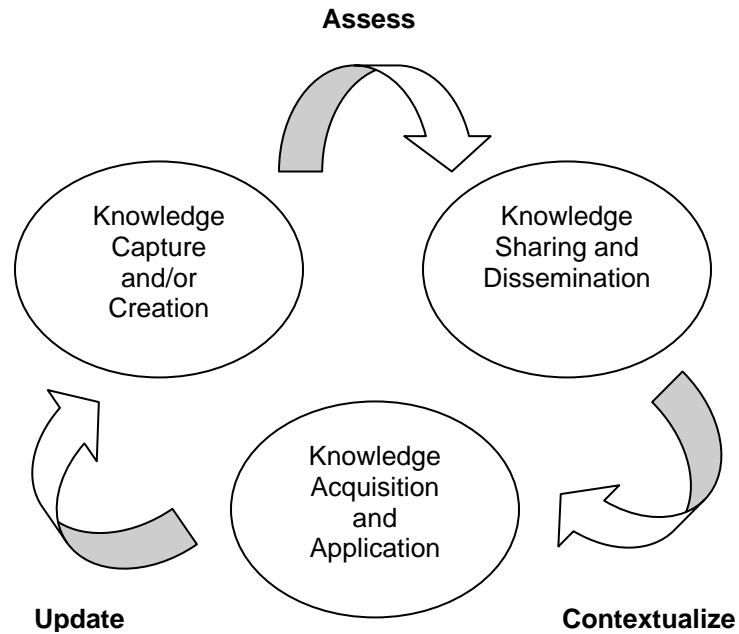 Assess
Knowledge
Capture
and/or
Creation
Knowledge
Sharing and
Dissemination
Knowledge
Acquisition
and
Application
Update
Contextualize